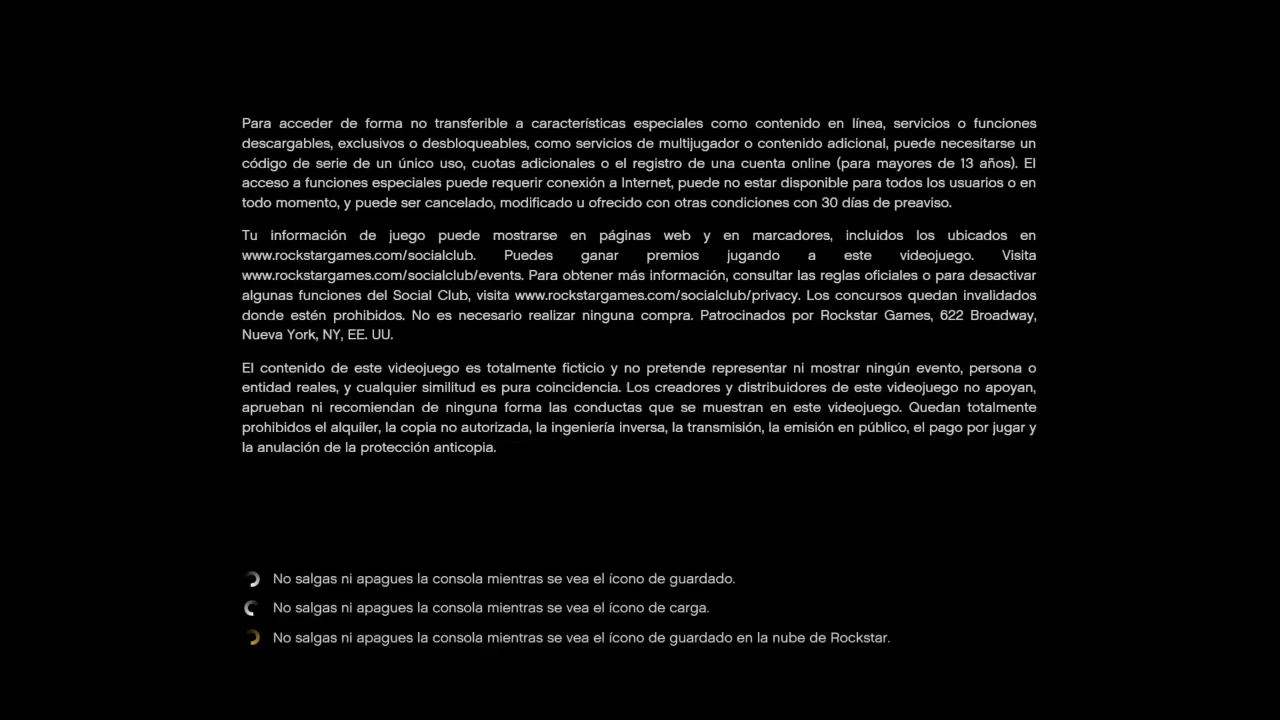 Para acceder de forma no transferible a características especiales como contenido en línea, servicios o funciones
descargables, exclusivos o desbloqueables, como servicios de multijugador o contenido adicional, puede necesitarse un
código de serie de un único uso, cuotas adicionales o el registro de una cuenta online (para mayores de 13 años). El
acceso a funciones especiales puede requerir conexión a Internet, puede no estar disponible para todos los usuarios o en
todo momento, y puede ser cancelado, modificado u ofrecido con otras condiciones con 30 días de preaviso.
Tu información de juego puede mostrarse en páginas web y en marcadores, incluidos los ubicados en
www.rockstargames.com/socialclub. Puedes ganar premios jugando a este videojuego. Visita
www.rockstargames.com/socialclub/events. Para obtener más información, consultar las reglas oficiales o para desactivar
algunas funciones del Social Club, visita www.rockstargames.com/socialclub/privacy. Los concursos quedan invalidados
donde estén prohibidos. No es necesario realizar ninguna compra. Patrocinados por Rockstar Games, 622 Broadway,
Nueva York, NY, EE. UU.
El contenido de este videojuego es totalmente ficticio y no pretende representar ni mostrar ningún evento, persona o
entidad reales, y cualquier similitud es pura coincidencia. Los creadores y distribuidores de este videojuego no apoyan,
aprueban ni recomiendan de ninguna forma las conductas que se muestran en este videojuego. Quedan totalmente
prohibidos el alquiler, la copia no autorizada, la ingeniería inversa, la transmisión, la emisión en público, el pago por jugar y
la anulación de la protección anticopia.
No salgas ni apagues la consola mientras se vea el ícono de guardado.
No salgas ni apagues la consola mientras se vea el ícono de carga.
No salgas ni apagues la consola mientras se vea el ícono de guardado en la nube de Rockstar.